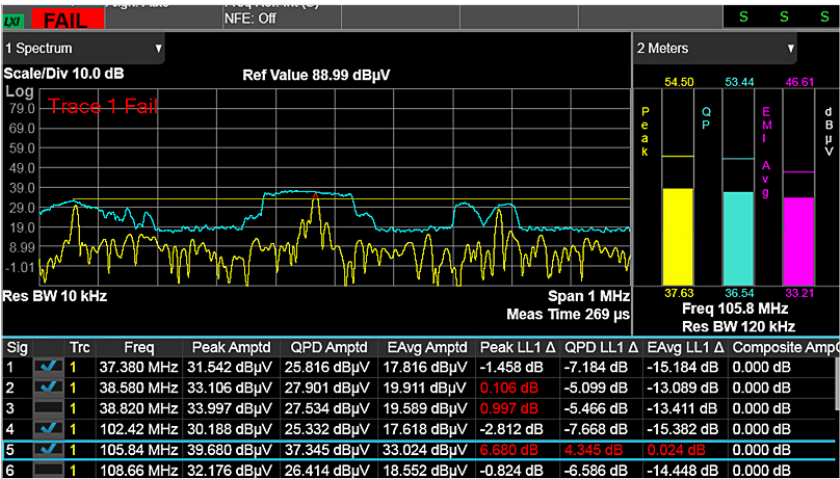 LXI FAIL NFE: Off S S S
1 Spectrum ▼ 2 Meters ▼
Scale/Div 10.0 dB Ref Value 88.99 dBµV
Log
Trace 1 Fail
79.0
69.0
59.0
49.0
39.0
29.0
19.0
8.99
-1.01
Res BW 10 kHz Span 1 MHz
Meas Time 269 µs
54.50 53.44 46.61
Peak QP EMI Avg dBµV
37.63 36.54 33.21
Freq 105.8 MHz
Res BW 120 kHz
Sig Trc Freq Peak Amptd QPD Amptd EAvg Amptd Peak LL1 Δ QPD LL1 Δ EAvg LL1 Δ Composite Amp
1 1 37.380 MHz 31.542 dBµV 25.816 dBµV 17.816 dBµV -1.458 dB -7.184 dB -15.184 dB 0.000 dB
2 1 38.580 MHz 33.106 dBµV 27.901 dBµV 19.911 dBµV 0.106 dB -5.099 dB -13.089 dB 0.000 dB
3 1 38.820 MHz 33.997 dBµV 27.534 dBµV 19.589 dBµV 0.997 dB -5.466 dB -13.411 dB 0.000 dB
4 1 102.42 MHz 30.188 dBµV 25.332 dBµV 17.618 dBµV -2.812 dB -7.668 dB -15.382 dB 0.000 dB
5 1 105.84 MHz 39.680 dBµV 37.345 dBµV 33.024 dBµV 6.680 dB 4.345 dB 0.024 dB 0.000 dB
6 1 108.66 MHz 32.176 dBµV 26.414 dBµV 18.552 dBµV -0.824 dB -6.586 dB -14.448 dB 0.000 dB